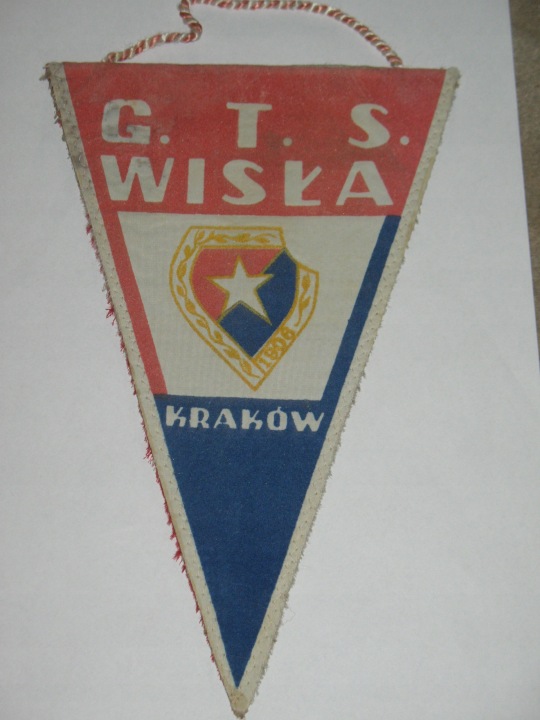 G. T. S.
WISŁA
1906
KRAKÓW